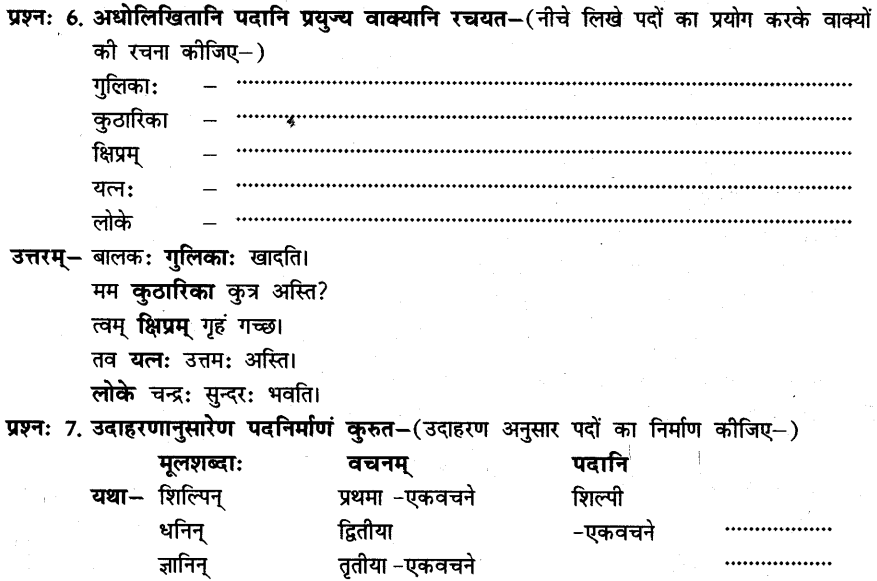 प्रश्नः 6. अधोलिखितानि पदानि प्रयुज्य वाक्यानि रचयत–(नीचे लिखे पदों का प्रयोग करके वाक्यों
की रचना कीजिए–)
गुलिकाः – ........................................
कुठारिका – ........................................
क्षिप्रम् – ........................................
यत्नः – ........................................
लोके – ........................................
उत्तरम्– बालकः गुलिकाः खादति।
मम कुठारिका कुत्र अस्ति?
त्वम् क्षिप्रम् गृहं गच्छ।
तव यत्नः उत्तमः अस्ति।
लोके चन्द्रः सुन्दरः भवति।
प्रश्नः 7. उदाहरणानुसारेण पदनिर्माणं कुरुत–(उदाहरण अनुसार पदों का निर्माण कीजिए–)
मूलशब्दाः वचनम् पदानि
यथा– शिल्पिन् प्रथमा -एकवचने शिल्पी
धनिन् द्वितीया -एकवचने ..................
ज्ञानिन् तृतीया -एकवचने ..................